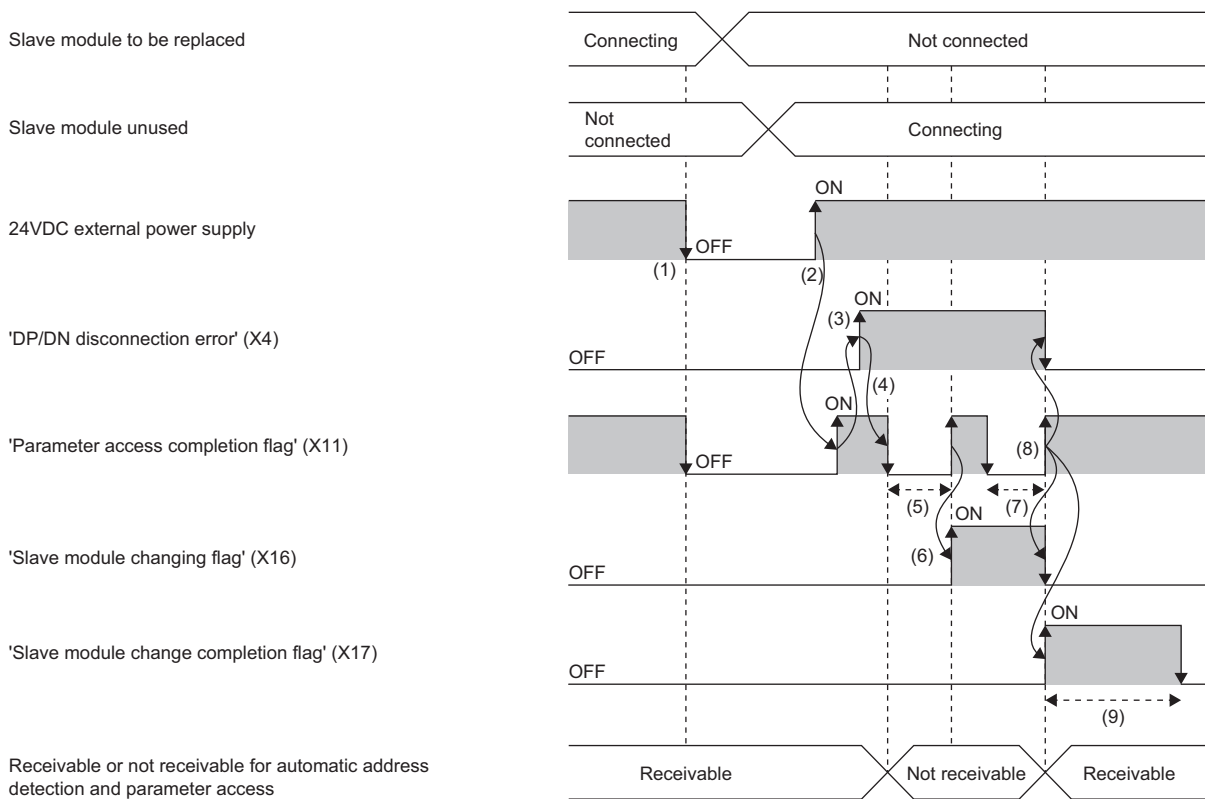 Slave module to be replaced
Connecting
Not connected
Slave module unused
Not
connected
Connecting
24VDC external power supply
ON
OFF
(1)
(2)
'DP/DN disconnection error' (X4)
ON
(3)
OFF
(4)
'Parameter access completion flag' (X11)
ON
OFF
(8)
(5)
(7)
'Slave module changing flag' (X16)
ON
(6)
OFF
'Slave module change completion flag' (X17)
ON
OFF
(9)
Receivable or not receivable for automatic address
detection and parameter access
Receivable
Not receivable
Receivable